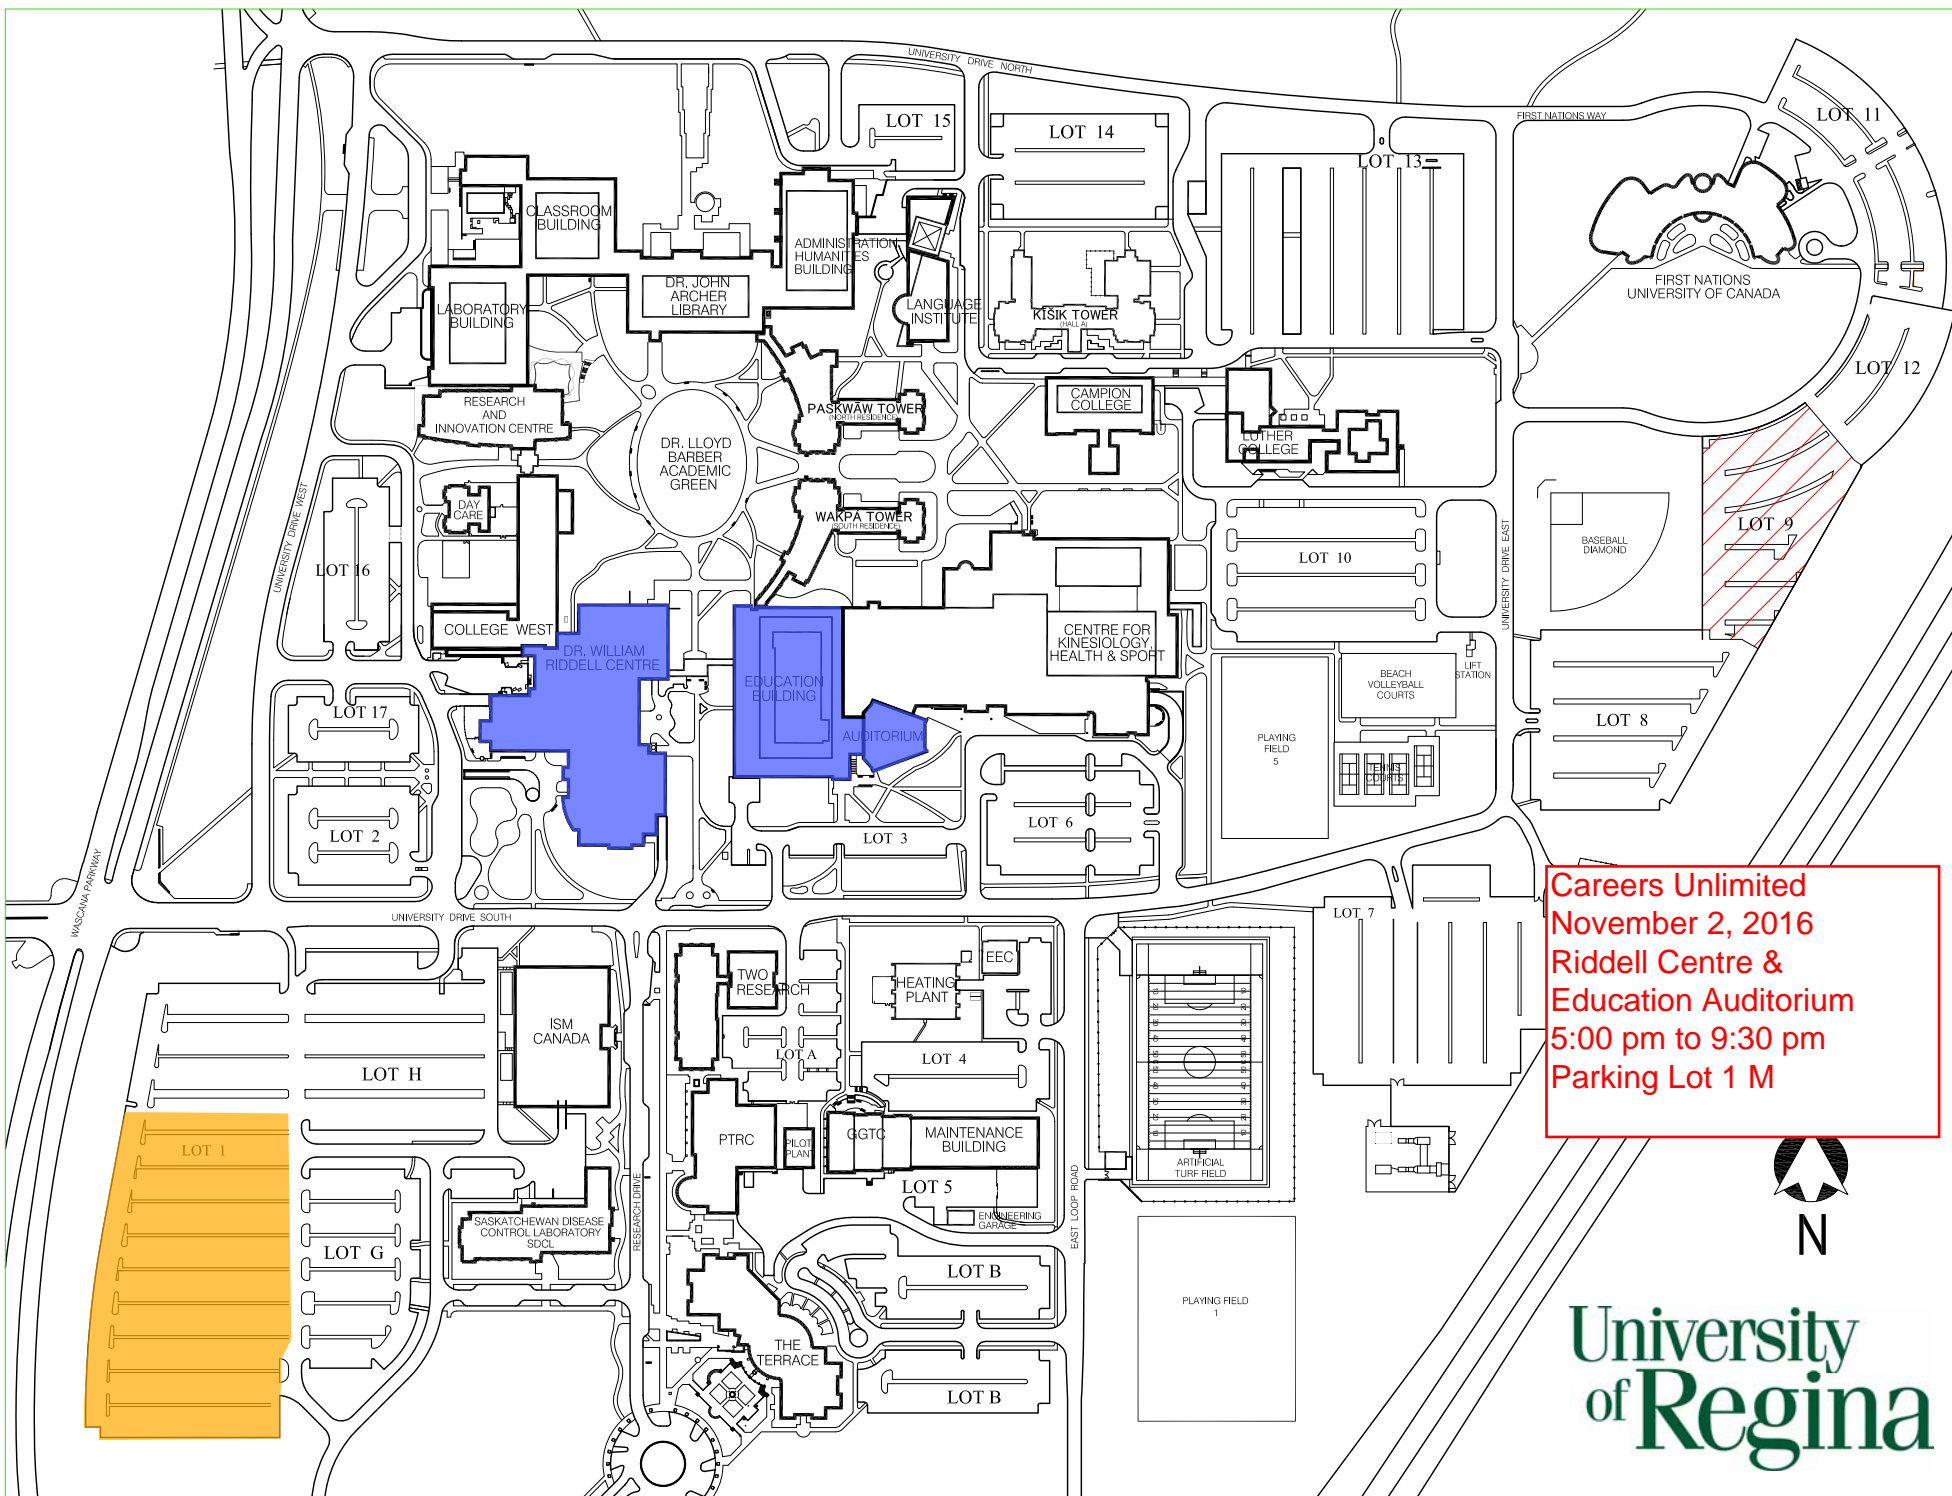 UNIVERSITY DRIVE NORTH
FIRST NATIONS WAY
LOT 11
LOT 15
LOT 14
LOT 13
CLASSROOM
BUILDING
ADMINISTRATION
HUMANITIES
BUILDING
DR. JOHN
ARCHER
LIBRARY
LABORATORY
BUILDING
LANGUAGE
INSTITUTE
KĪSIK TOWER
(HALL A)
FIRST NATIONS
UNIVERSITY OF CANADA
LOT 12
RESEARCH
AND
INNOVATION CENTRE
PASKWĀW TOWER
(NORTH RESIDENCE)
CAMPION
COLLEGE
LUTHER
COLLEGE
DR. LLOYD
BARBER
ACADEMIC
GREEN
DAY
CARE
WAKPÁ TOWER
(SOUTH RESIDENCE)
UNIVERSITY DRIVE WEST
LOT 16
LOT 10
UNIVERSITY DRIVE EAST
BASEBALL
DIAMOND
LOT 9
COLLEGE WEST
DR. WILLIAM
RIDDELL CENTRE
EDUCATION
BUILDING
AUDITORIUM
CENTRE FOR
KINESIOLOGY,
HEALTH & SPORT
BEACH
VOLLEYBALL
COURTS
LIFT
STATION
LOT 17
LOT 8
PLAYING
FIELD
5
TENNIS
COURTS
LOT 2
LOT 3
LOT 6
WASCANA PARKWAY
UNIVERSITY DRIVE SOUTH
LOT 7
Careers Unlimited
November 2, 2016
Riddell Centre &
Education Auditorium
5:00 pm to 9:30 pm
Parking Lot 1 M
TWO
RESEARCH
HEATING
PLANT
EEC
ISM
CANADA
LOT A
LOT 4
LOT H
LOT 1
PTRC
PILOT
PLANT
GGTC
MAINTENANCE
BUILDING
ARTIFICIAL
TURF FIELD
LOT 5
ENGINEERING
GARAGE
RESEARCH DRIVE
EAST LOOP ROAD
SASKATCHEWAN DISEASE
CONTROL LABORATORY
SDCL
LOT G
LOT B
N
PLAYING FIELD
1
THE
TERRACE
LOT B
University
of Regina